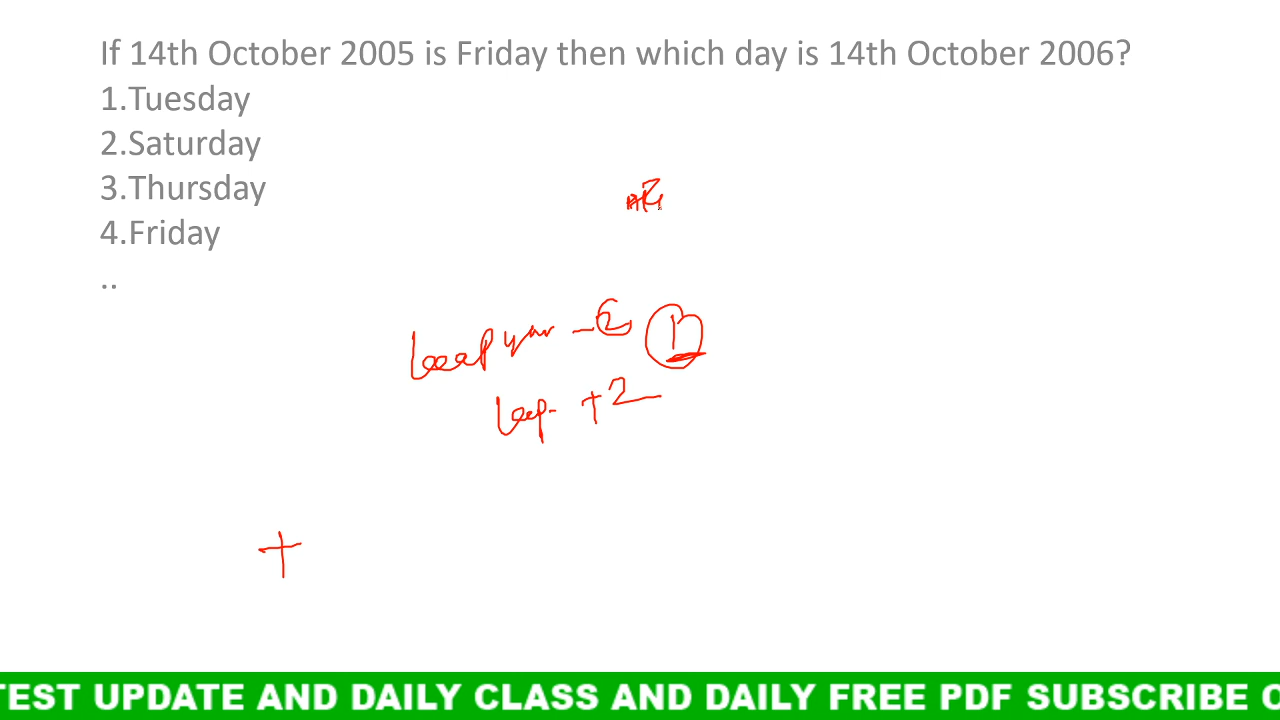 If 14th October 2005 is Friday then which day is 14th October 2006?
1.Tuesday
2.Saturday
3.Thursday
4.Friday
..
leap year - 2
leap - +2
+
TEST UPDATE AND DAILY CLASS AND DAILY FREE PDF SUBSCRIBE